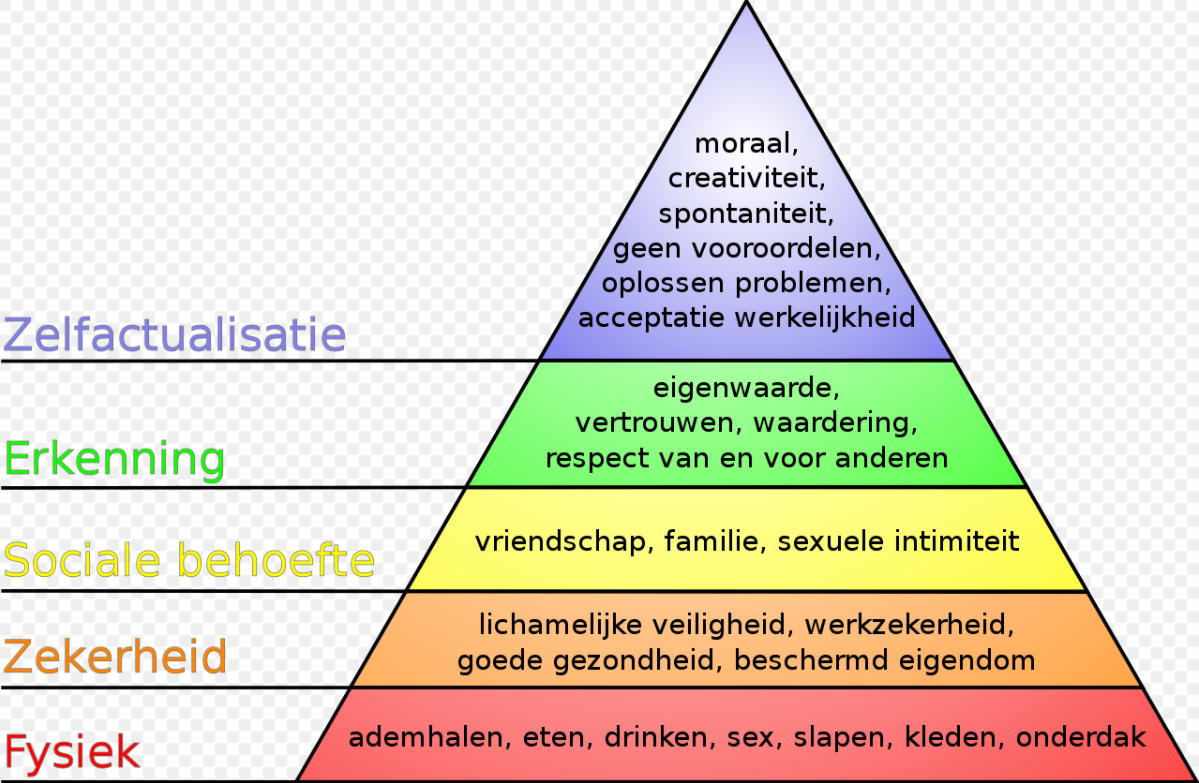 moraal,
creativiteit,
spontaniteit,
geen vooroordelen,
oplossen problemen,
acceptatie werkelijkheid
Zelfactualisatie
eigenwaarde,
vertrouwen, waardering,
respect van en voor anderen
Erkenning
vriendschap, familie, sexuele intimiteit
Sociale behoefte
lichamelijke veiligheid, werkzekerheid,
goede gezondheid, beschermd eigendom
Zekerheid
ademhalen, eten, drinken, sex, slapen, kleden, onderdak
Fysiek